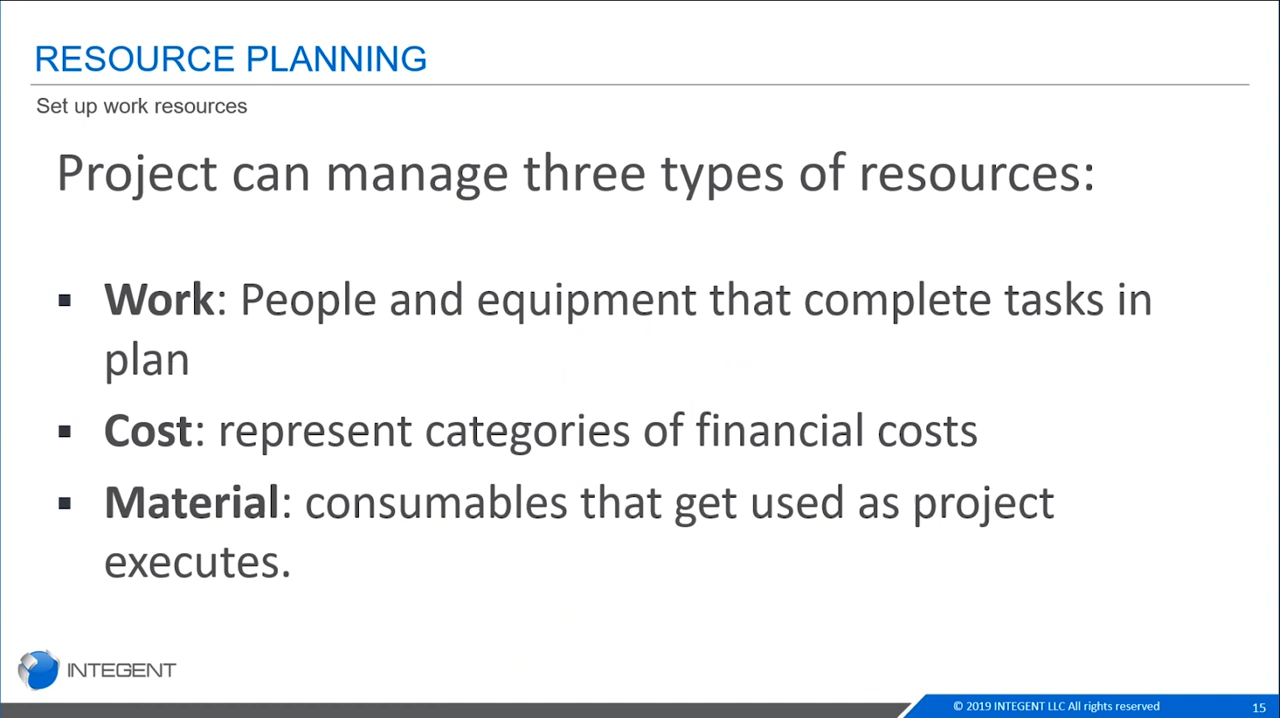 RESOURCE PLANNING
Set up work resources
Project can manage three types of resources:
▪ Work: People and equipment that complete tasks in
plan
▪ Cost: represent categories of financial costs
▪ Material: consumables that get used as project
executes.
INTEGENT
© 2019 INTEGENT LLC All rights reserved 15